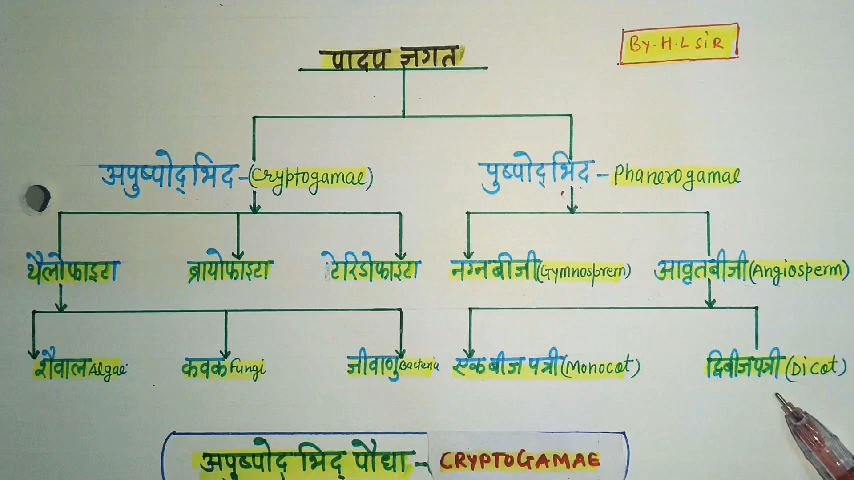 पादप जगत
BY. H. L SIR
अपुष्पोद्भिद - (Cryptogamae)
पुष्पोद्भिद - Phanerogamae
थैलोफाइटा
ब्रायोफाइटा
टेरिडोफाइटा
नग्नबीजी (Gymnosprem)
आवृतबीजी (Angiosperm)
शैवाल Algae
कवक Fungi
जीवाणु Bacteria
एकबीज पत्री (Monocot)
द्विबीजपत्री (Dicot)
अपुष्पोद् भिद् पौधा - CRYPTOGAMAE